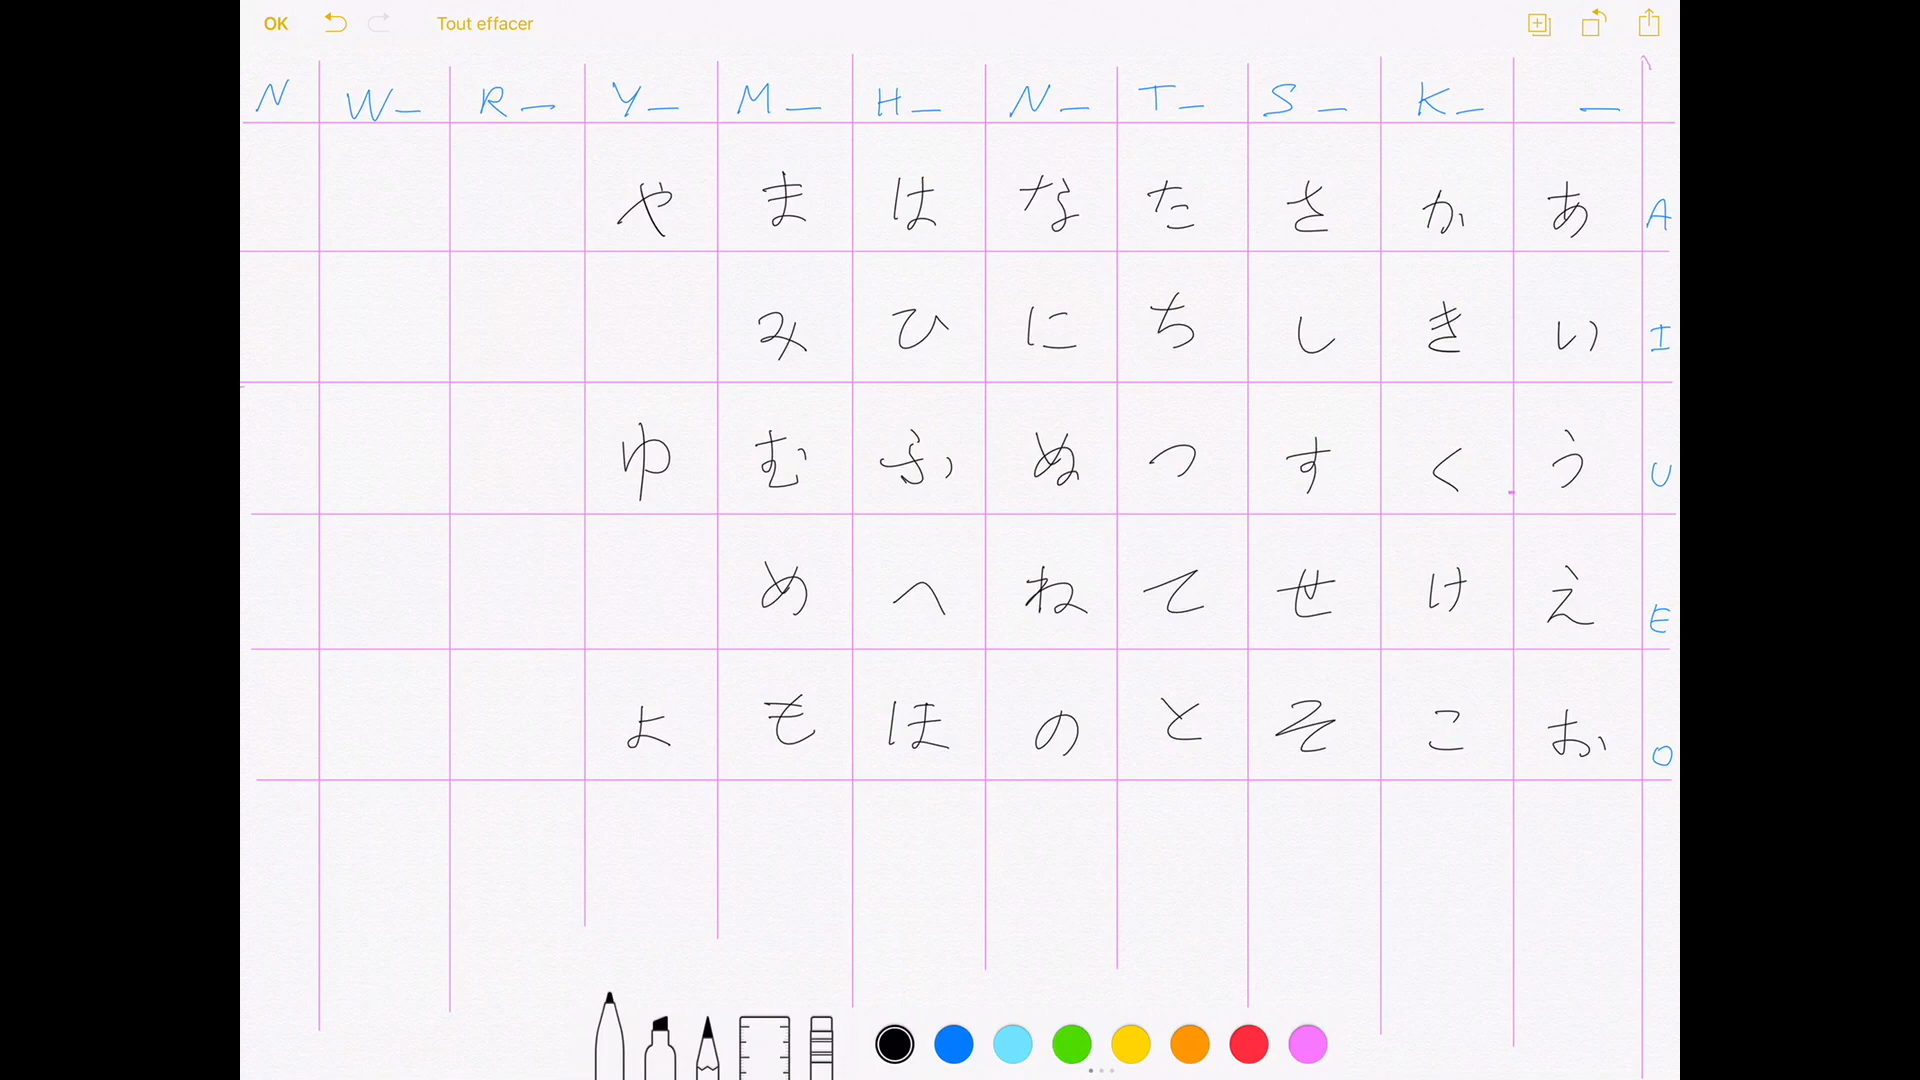 OK Tout effacer
N W_ R_ Y_ M_ H_ N_ T_ S_ K_ _
や ま は な た さ か あ A
み ひ に ち し き い I
ゆ む ふ ぬ つ す く う U
め へ ね て せ け え E
よ も ほ の と そ こ お O